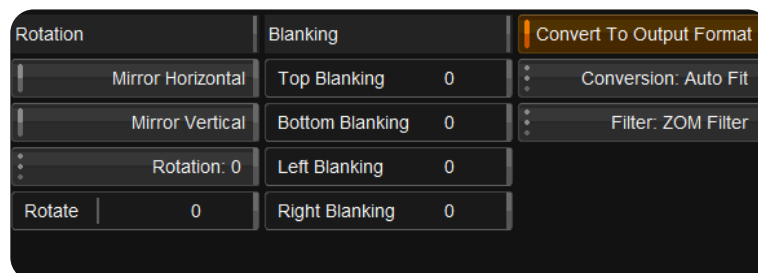 Rotation
Mirror Horizontal
Mirror Vertical
Rotation: 0
Rotate 0
Blanking
Top Blanking 0
Bottom Blanking 0
Left Blanking 0
Right Blanking 0
Convert To Output Format
Conversion: Auto Fit
Filter: ZOM Filter